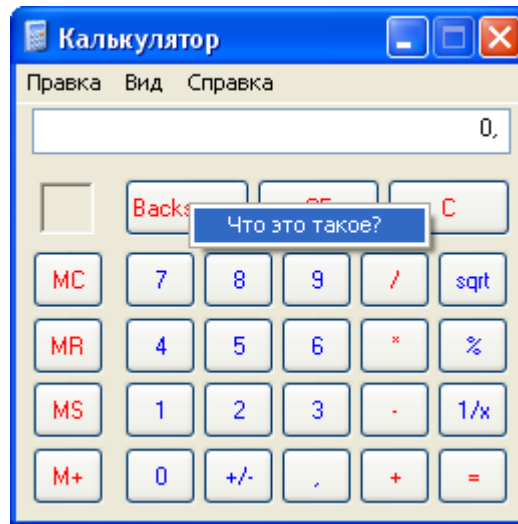 Калькулятор
Правка Вид Справка
0,
C
Что это такое?
MC 7 8 9 / sqrt
MR 4 5 6 * %
MS 1 2 3 - 1/x
M+ 0 +/- , + =